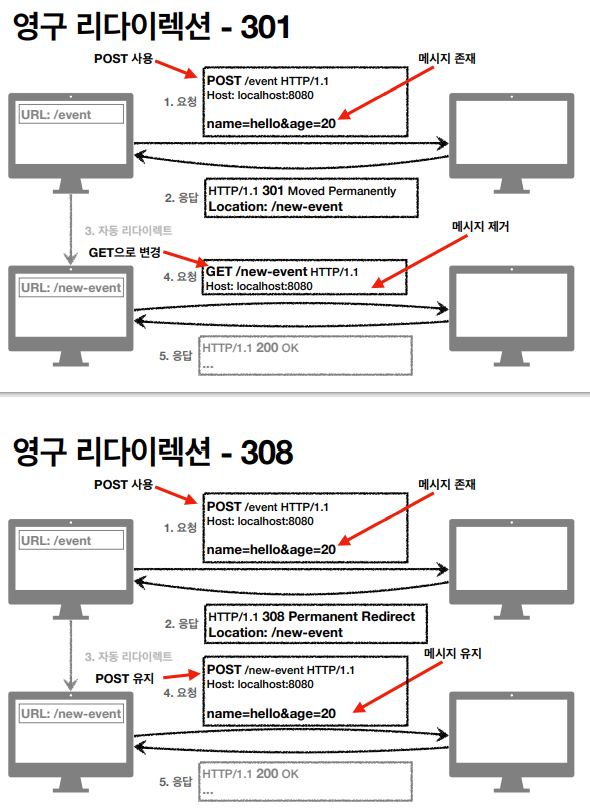 영구 리다이렉션 - 301
POST 사용
메시지 존재
URL: /event
1. 요청
POST /event HTTP/1.1
Host: localhost:8080
name=hello&age=20
2. 응답
HTTP/1.1 301 Moved Permanently
Location: /new-event
3. 자동 리다이렉트
메시지 제거
GET으로 변경
4. 요청
GET /new-event HTTP/1.1
Host: localhost:8080
URL: /new-event
5. 응답
HTTP/1.1 200 OK
...
영구 리다이렉션 - 308
POST 사용
메시지 존재
URL: /event
1. 요청
POST /event HTTP/1.1
Host: localhost:8080
name=hello&age=20
2. 응답
HTTP/1.1 308 Permanent Redirect
Location: /new-event
3. 자동 리다이렉트
메시지 유지
POST 유지
4. 요청
POST /new-event HTTP/1.1
Host: localhost:8080
name=hello&age=20
URL: /new-event
5. 응답
HTTP/1.1 200 OK
...